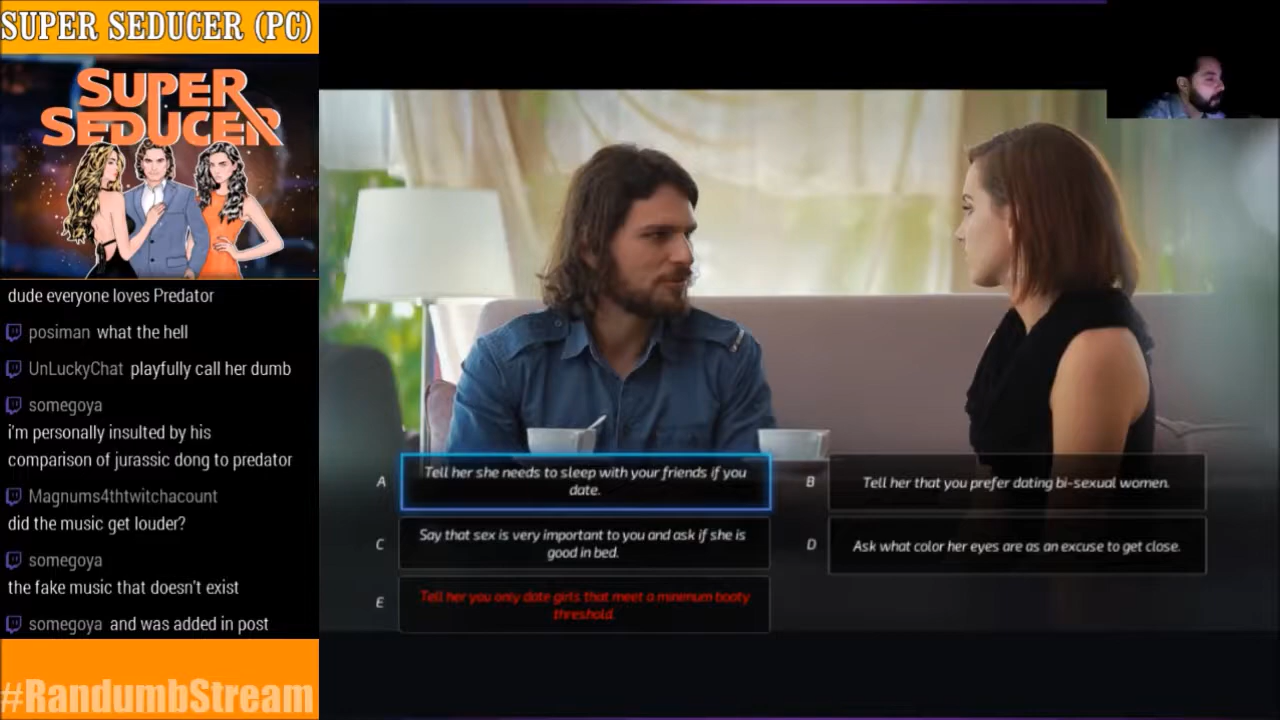 SUPER SEDUCER (PC)
SUPER
SEDUCER
dude everyone loves Predator
posiman what the hell
UnLuckyChat playfully call her dumb
somegoya
i'm personally insulted by his
comparison of jurassic dong to predator
Magnums4thtwitchacount
did the music get louder?
somegoya
the fake music that doesn't exist
somegoya and was added in post
#RandumbStream
A
Tell her she needs to sleep with your friends if you
date.
B
Tell her that you prefer dating bi-sexual women.
C
Say that sex is very important to you and ask if she is
good in bed.
D
Ask what color her eyes are as an excuse to get close.
E
Tell her you only date girls that meet a minimum booty
threshold.